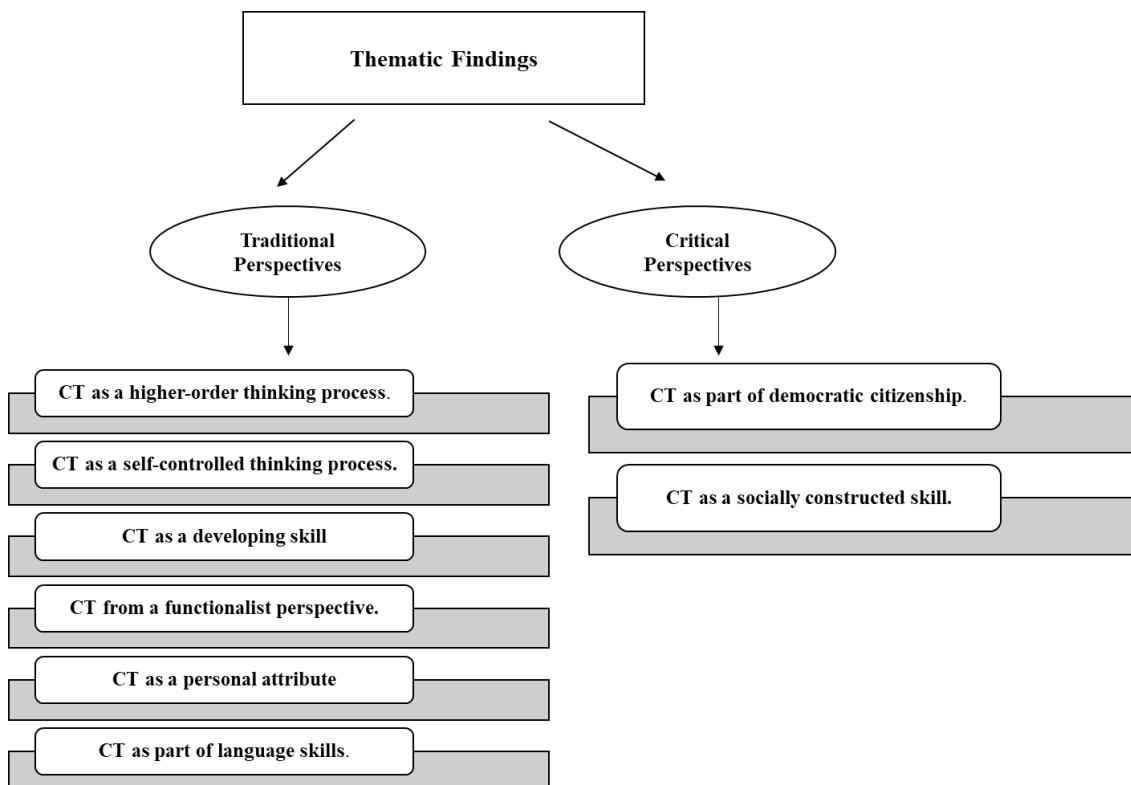 Thematic Findings
Traditional
Perspectives
Critical
Perspectives
CT as a higher-order thinking process.
CT as a self-controlled thinking process.
CT as a developing skill
CT from a functionalist perspective.
CT as a personal attribute
CT as part of language skills.
CT as part of democratic citizenship.
CT as a socially constructed skill.